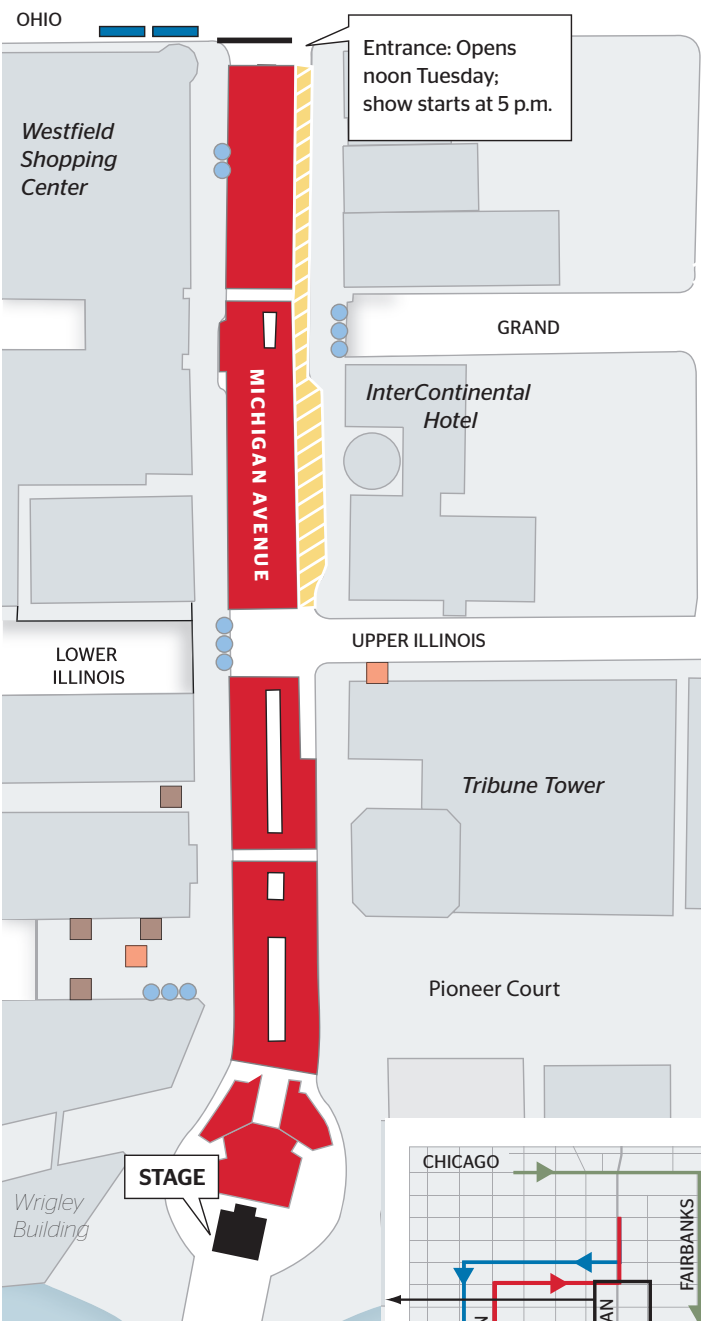 OHIO
Entrance: Opens
noon Tuesday;
show starts at 5 p.m.
Westfield
Shopping
Center
GRAND
InterContinental
Hotel
MICHIGAN AVENUE
UPPER ILLINOIS
LOWER
ILLINOIS
Tribune Tower
Pioneer Court
STAGE
Wrigley
Building
CHICAGO
FAIRBANKS